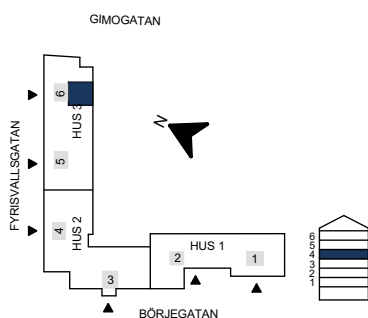 GIMOGATAN
N
FYRISVALLSGATAN
6
HUS 3
5
4
HUS 2
3
HUS 1
2
1
BÖRJEGATAN
6
5
4
3
2
1